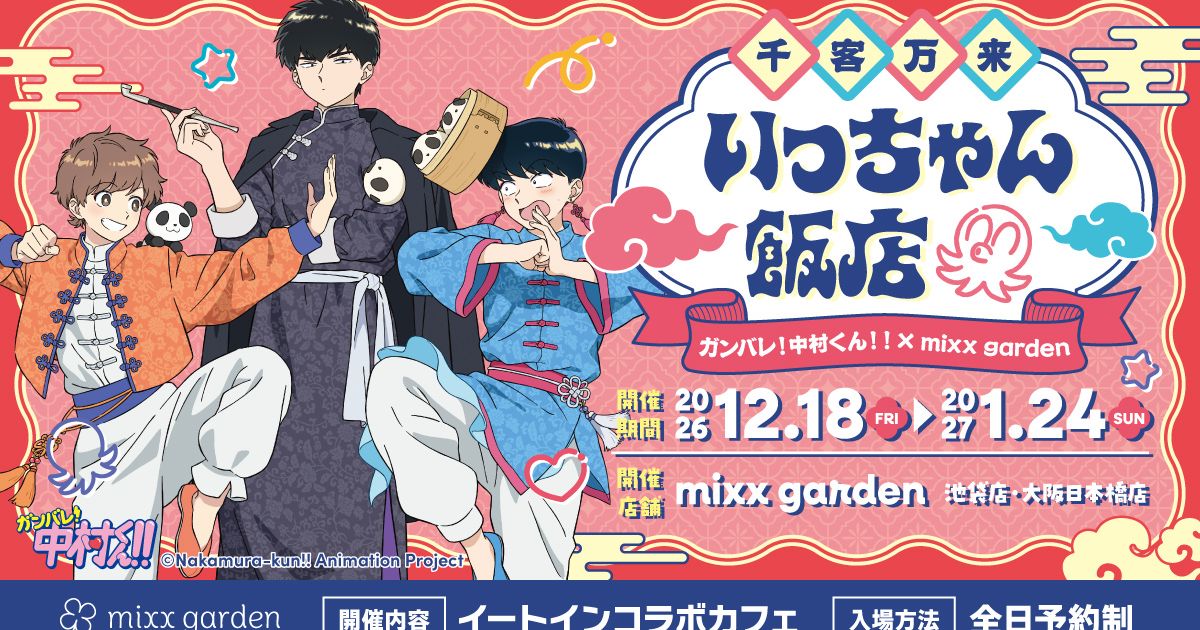 千客万来
いっちゃん
飯店
ガンバレ!中村くん!!× mixx garden
開催期間 2026 12.18 FRI ▶ 2027 1.24 SUN
開催店舗 mixx garden 池袋店・大阪日本橋店
ガンバレ!
中村くん!!
©Nakamura-kun!! Animation Project
mixx garden 開催内容 イートインコラボカフェ 入場方法 全日予約制